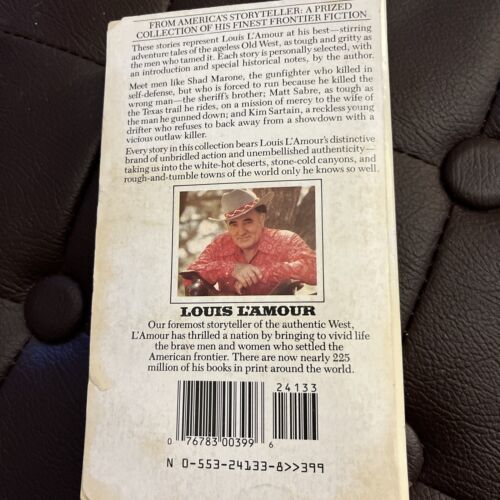 FROM AMERICA'S STORYTELLER: A PRIZED
COLLECTION OF HIS FINEST FRONTIER FICTION
These stories represent Louis L'Amour at his best—stirring
adventure tales of the ageless Old West, as tough and gritty as
the men who tamed it. Each story is personally selected, with
an introduction and special historical notes, by the author.
Meet men like Shad Marone, the gunfighter who killed in
self-defense, but who is forced to run because he killed the
wrong man—the sheriff's brother; Matt Sabre, as tough as
the Texas trail he rides, on a mission of mercy to the wife of
the man he gunned down; and Kim Sartain, a reckless young
drifter who refuses to back away from a showdown with a
vicious outlaw killer.
Every story in this collection bears Louis L'Amour's distinctive
brand of unbridled action and unembellished authenticity—
taking us into the white-hot deserts, stone-cold canyons, and
rough-and-tumble towns of the world only he knows so well.
LOUIS L'AMOUR
Our foremost storyteller of the authentic West,
L'Amour has thrilled a nation by bringing to vivid life
the brave men and women who settled the
American frontier. There are now nearly 225
million of his books in print around the world.
24133
0 76783 00399 6
N 0-553-24133-8>>399